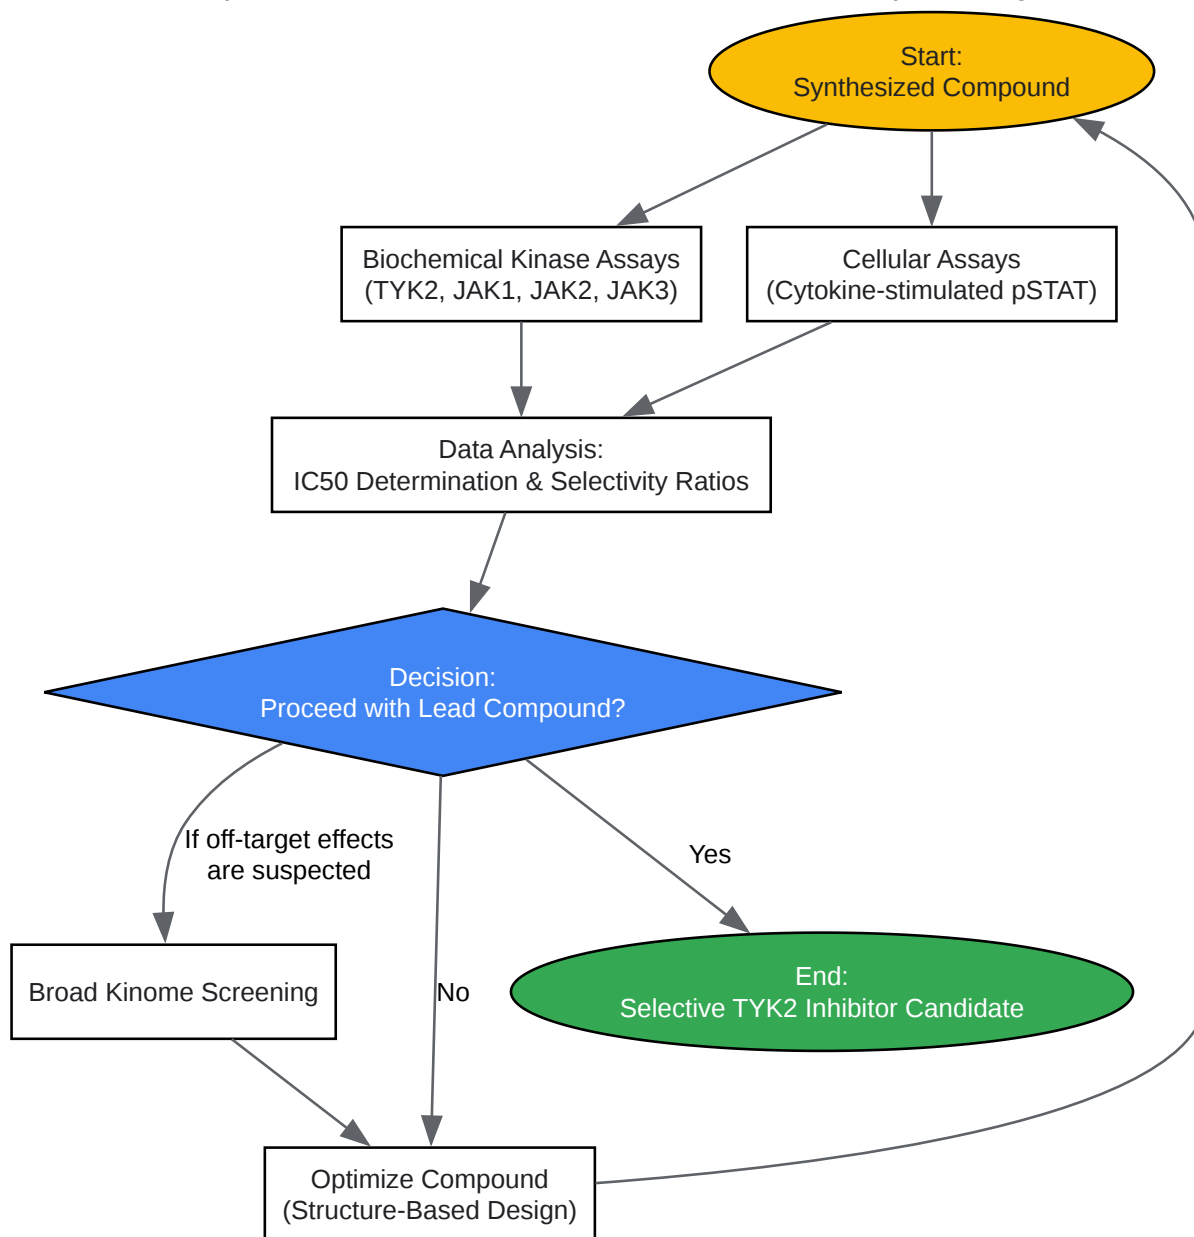 Start:
Synthesized Compound
Biochemical Kinase Assays
(TYK2, JAK1, JAK2, JAK3)
Cellular Assays
(Cytokine-stimulated pSTAT)
Data Analysis:
IC50 Determination & Selectivity Ratios
Decision:
Proceed with Lead Compound?
If off-target effects
are suspected
Yes
Broad Kinome Screening
No
End:
Selective TYK2 Inhibitor Candidate
Optimize Compound
(Structure-Based Design)